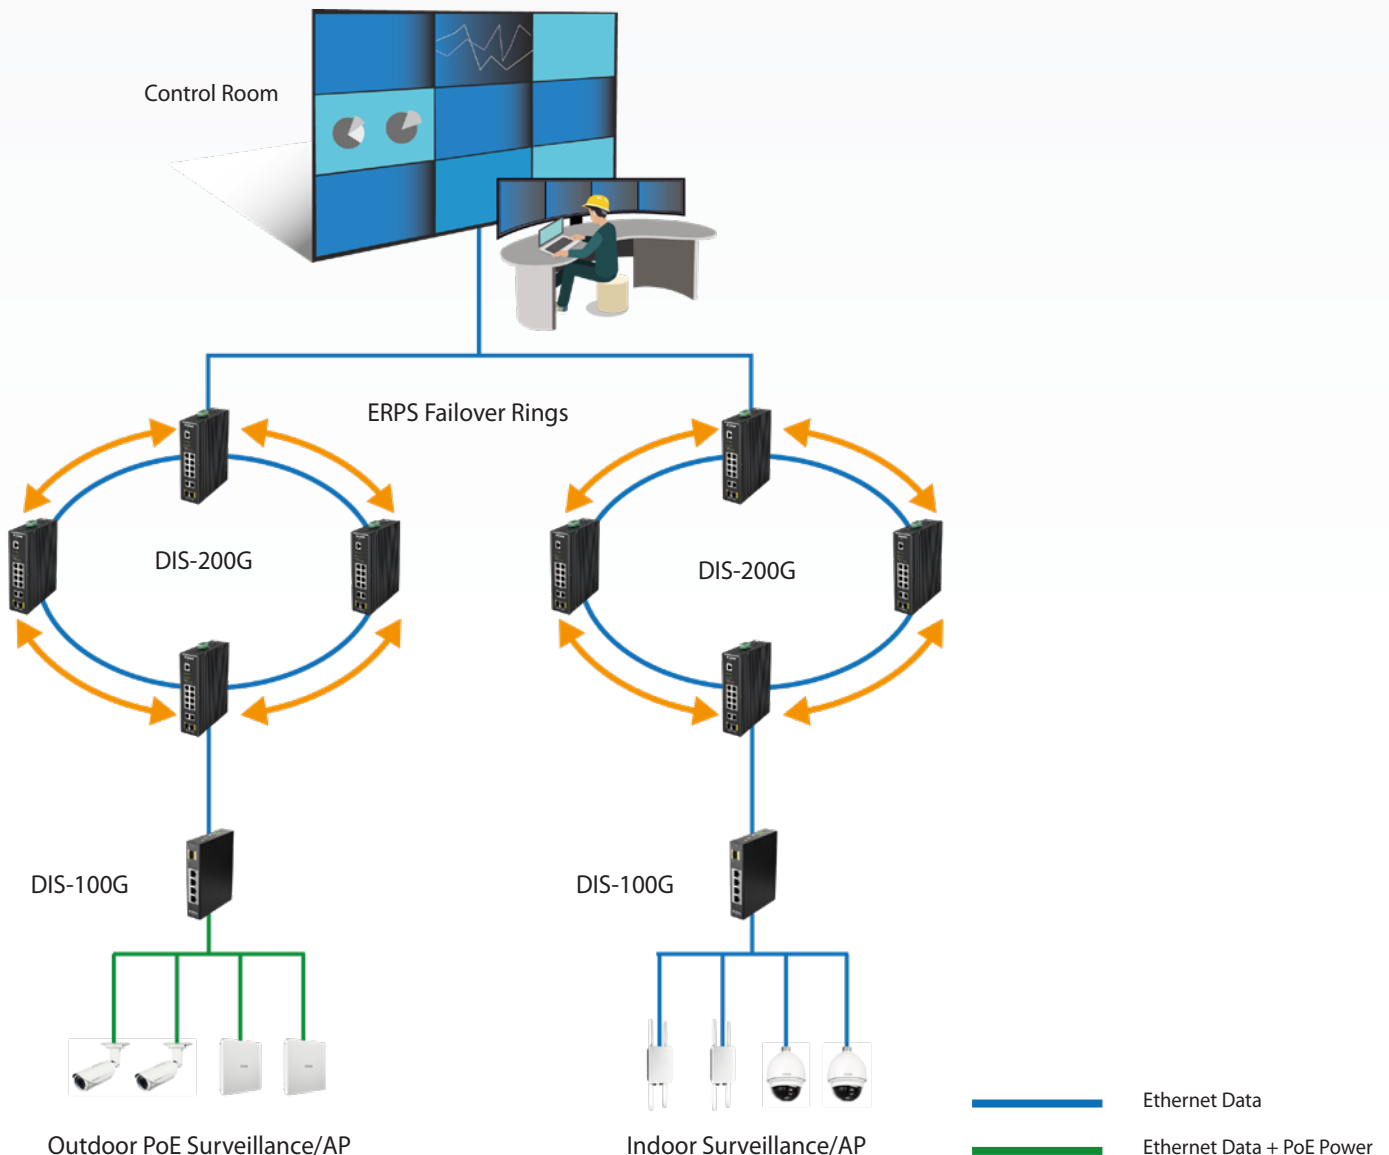 Control Room
ERPS Failover Rings
DIS-200G
DIS-200G
DIS-100G
DIS-100G
Outdoor PoE Surveillance/AP
Indoor Surveillance/AP
Ethernet Data
Ethernet Data + PoE Power